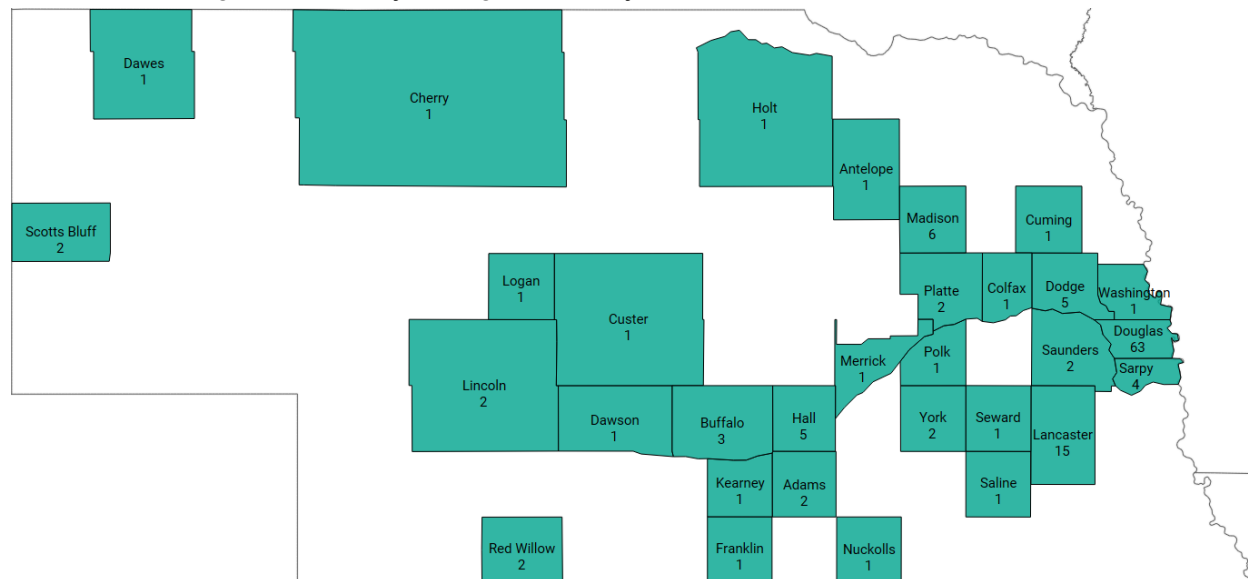 Dawes
1
Cherry
1
Holt
1
Antelope
1
Scotts Bluff
2
Madison
6
Cuming
1
Logan
1
Custer
1
Platte
2
Colfax
1
Dodge
5
Washington
1
Douglas
63
Merrick
1
Polk
1
Saunders
2
Sarpy
4
Lincoln
2
Dawson
1
Buffalo
3
Hall
5
York
2
Seward
1
Lancaster
15
Kearney
1
Adams
2
Saline
1
Red Willow
2
Franklin
1
Nuckolls
1